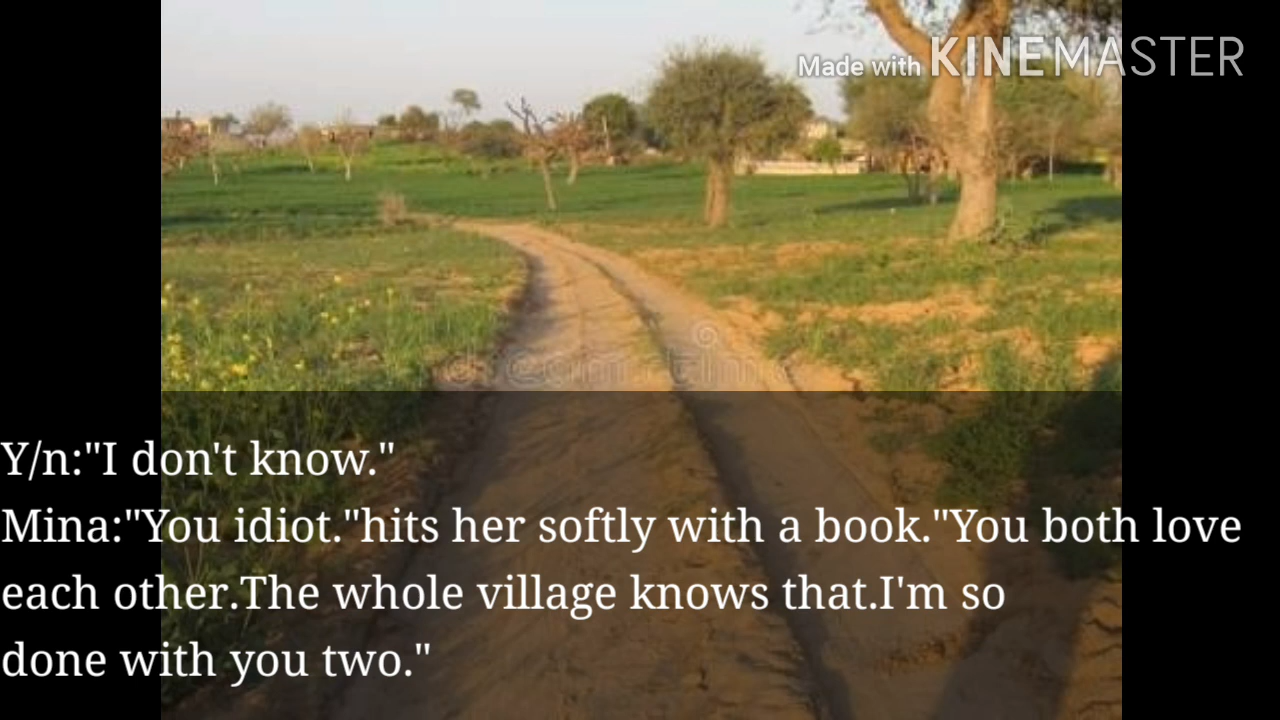 Made with KINEMASTER
dreamstime
Y/n:"I don't know."
Mina:"You idiot."hits her softly with a book."You both love
each other.The whole village knows that.I'm so
done with you two."